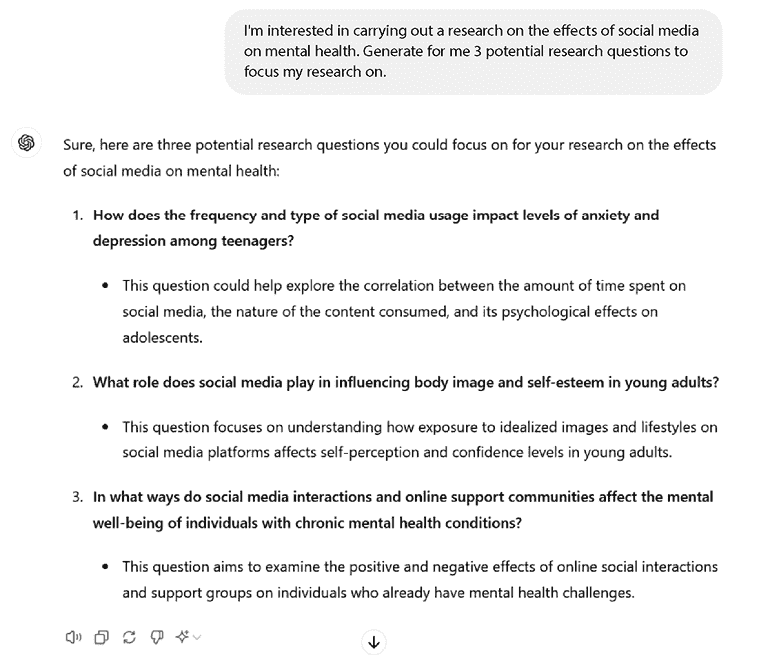 I'm interested in carrying out a research on the effects of social media
on mental health. Generate for me 3 potential research questions to
focus my research on.
Sure, here are three potential research questions you could focus on for your research on the effects
of social media on mental health:
1. How does the frequency and type of social media usage impact levels of anxiety and
depression among teenagers?
• This question could help explore the correlation between the amount of time spent on
social media, the nature of the content consumed, and its psychological effects on
adolescents.
2. What role does social media play in influencing body image and self-esteem in young adults?
• This question focuses on understanding how exposure to idealized images and lifestyles on
social media platforms affects self-perception and confidence levels in young adults.
3. In what ways do social media interactions and online support communities affect the mental
well-being of individuals with chronic mental health conditions?
• This question aims to examine the positive and negative effects of online social interactions
and support groups on individuals who already have mental health challenges.